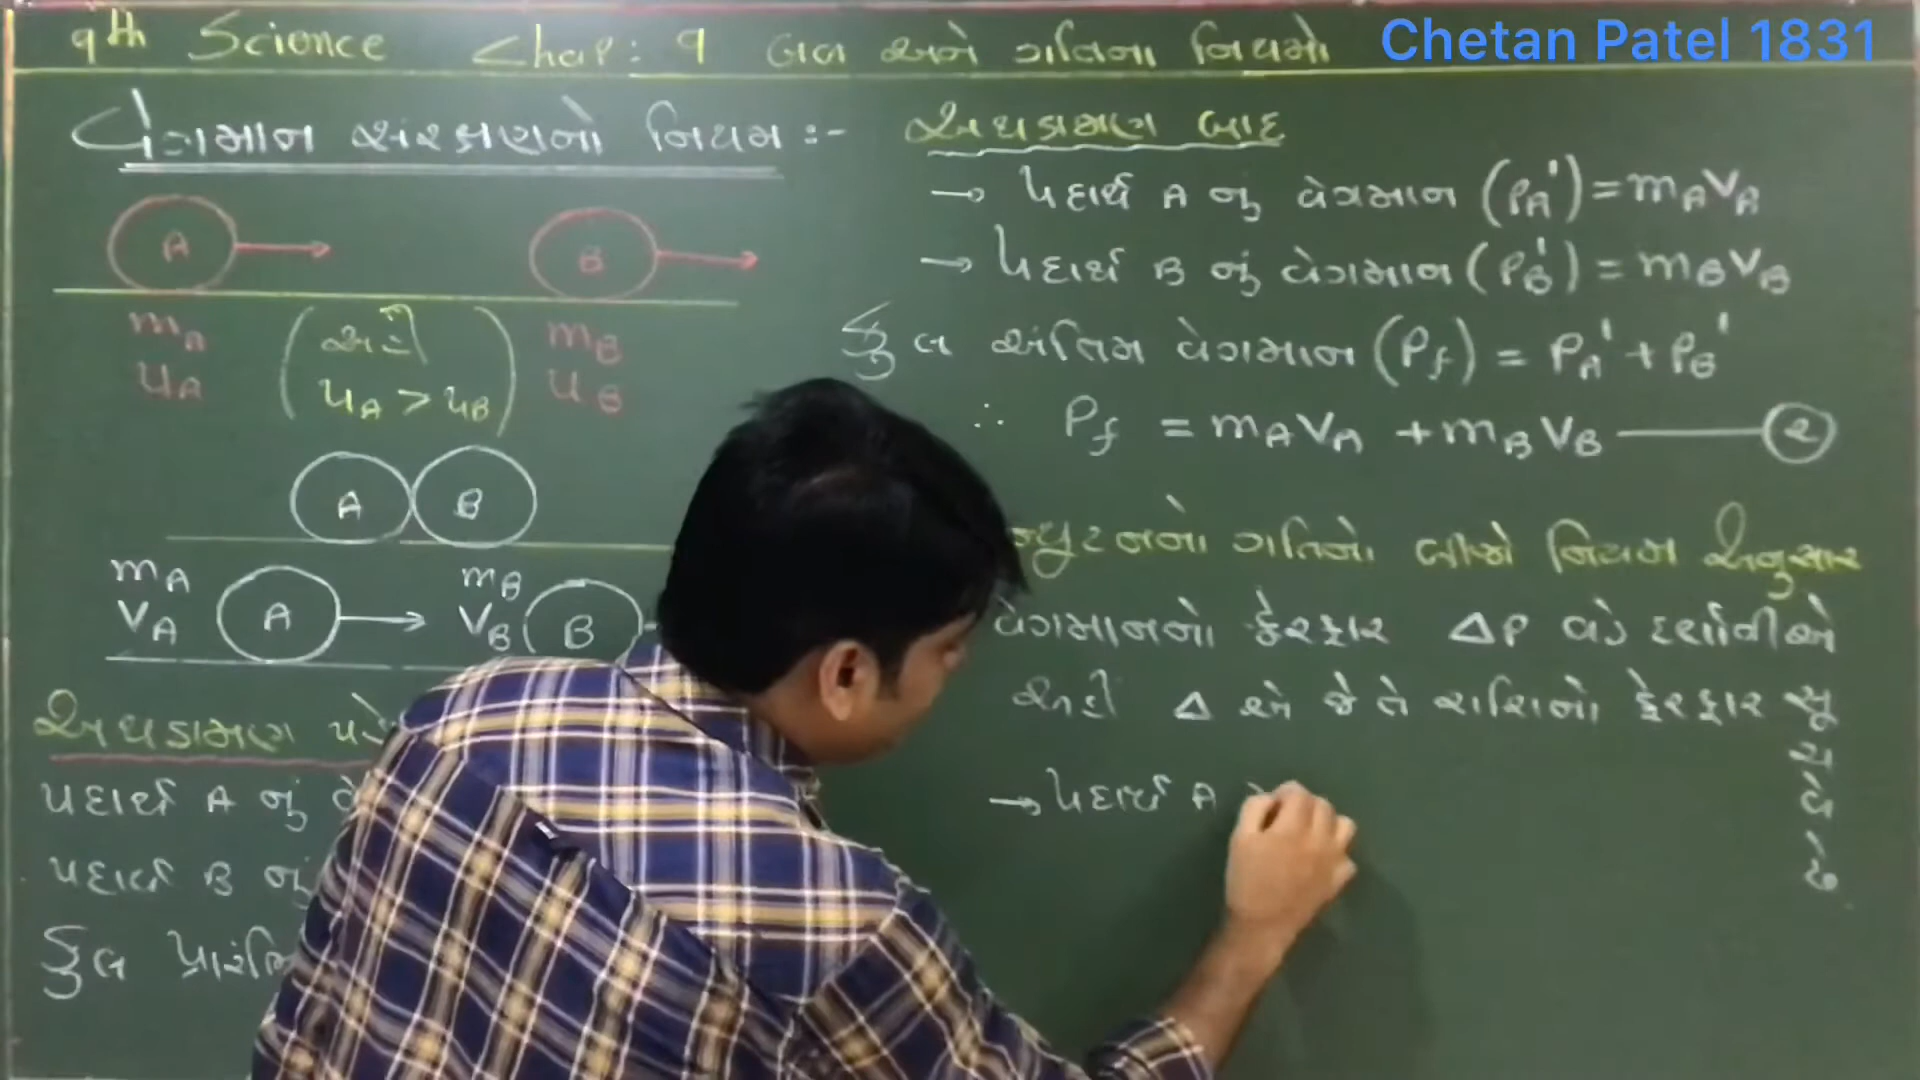 9th Science Chap: 9 બળ અને ગતિના નિયમો
Chetan Patel 1831
વેગમાન સંરક્ષણનો નિયમ :-
A B
mA mB
uA uB
( અહીં
uA > uB )
A B
mA mB
VA A VB B
અથડામણ
પદાર્થ A નું
પદાર્થ B નું
કુલ
અથડામણ બાદ
→ પદાર્થ A નું વેગમાન (PA') = mAVA
→ પદાર્થ B નું વેગમાન (PB') = mBVB
કુલ અંતિમ વેગમાન (Pf) = PA' + PB'
∴ Pf = mAVA + mBVB —— ②
ન્યુટનનો ગતિનો બીજો નિયમ અનુસાર
વેગમાનનો ફેરફાર ΔP વડે દર્શાવીએ
અહીં Δ એ જે તે રાશિનો ફેરફાર સૂચવે છે
→ પદાર્થ A